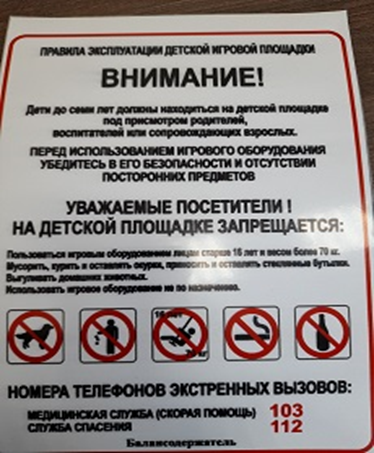 ПРАВИЛА ЭКСПЛУАТАЦИИ ДЕТСКОЙ ИГРОВОЙ ПЛОЩАДКИ
ВНИМАНИЕ!
Дети до семи лет должны находиться на детской площадке
под присмотром родителей,
воспитателей или сопровождающих взрослых.
ПЕРЕД ИСПОЛЬЗОВАНИЕМ ИГРОВОГО ОБОРУДОВАНИЯ
УБЕДИТЕСЬ В ЕГО БЕЗОПАСНОСТИ И ОТСУТСТВИИ
ПОСТОРОННИХ ПРЕДМЕТОВ
УВАЖАЕМЫЕ ПОСЕТИТЕЛИ !
НА ДЕТСКОЙ ПЛОЩАДКЕ ЗАПРЕЩАЕТСЯ:
Пользоваться игровым оборудованием лицам старше 16 лет и весом более 70 кг.
Мусорить, курить и оставлять окурки, приносить и оставлять стеклянные бутылки.
Выгуливать домашних животных.
Использовать игровое оборудование не по назначению.
16 лет
70 кг
НОМЕРА ТЕЛЕФОНОВ ЭКСТРЕННЫХ ВЫЗОВОВ:
МЕДИЦИНСКАЯ СЛУЖБА (СКОРАЯ ПОМОЩЬ) 103
СЛУЖБА СПАСЕНИЯ 112
Балансодержатель